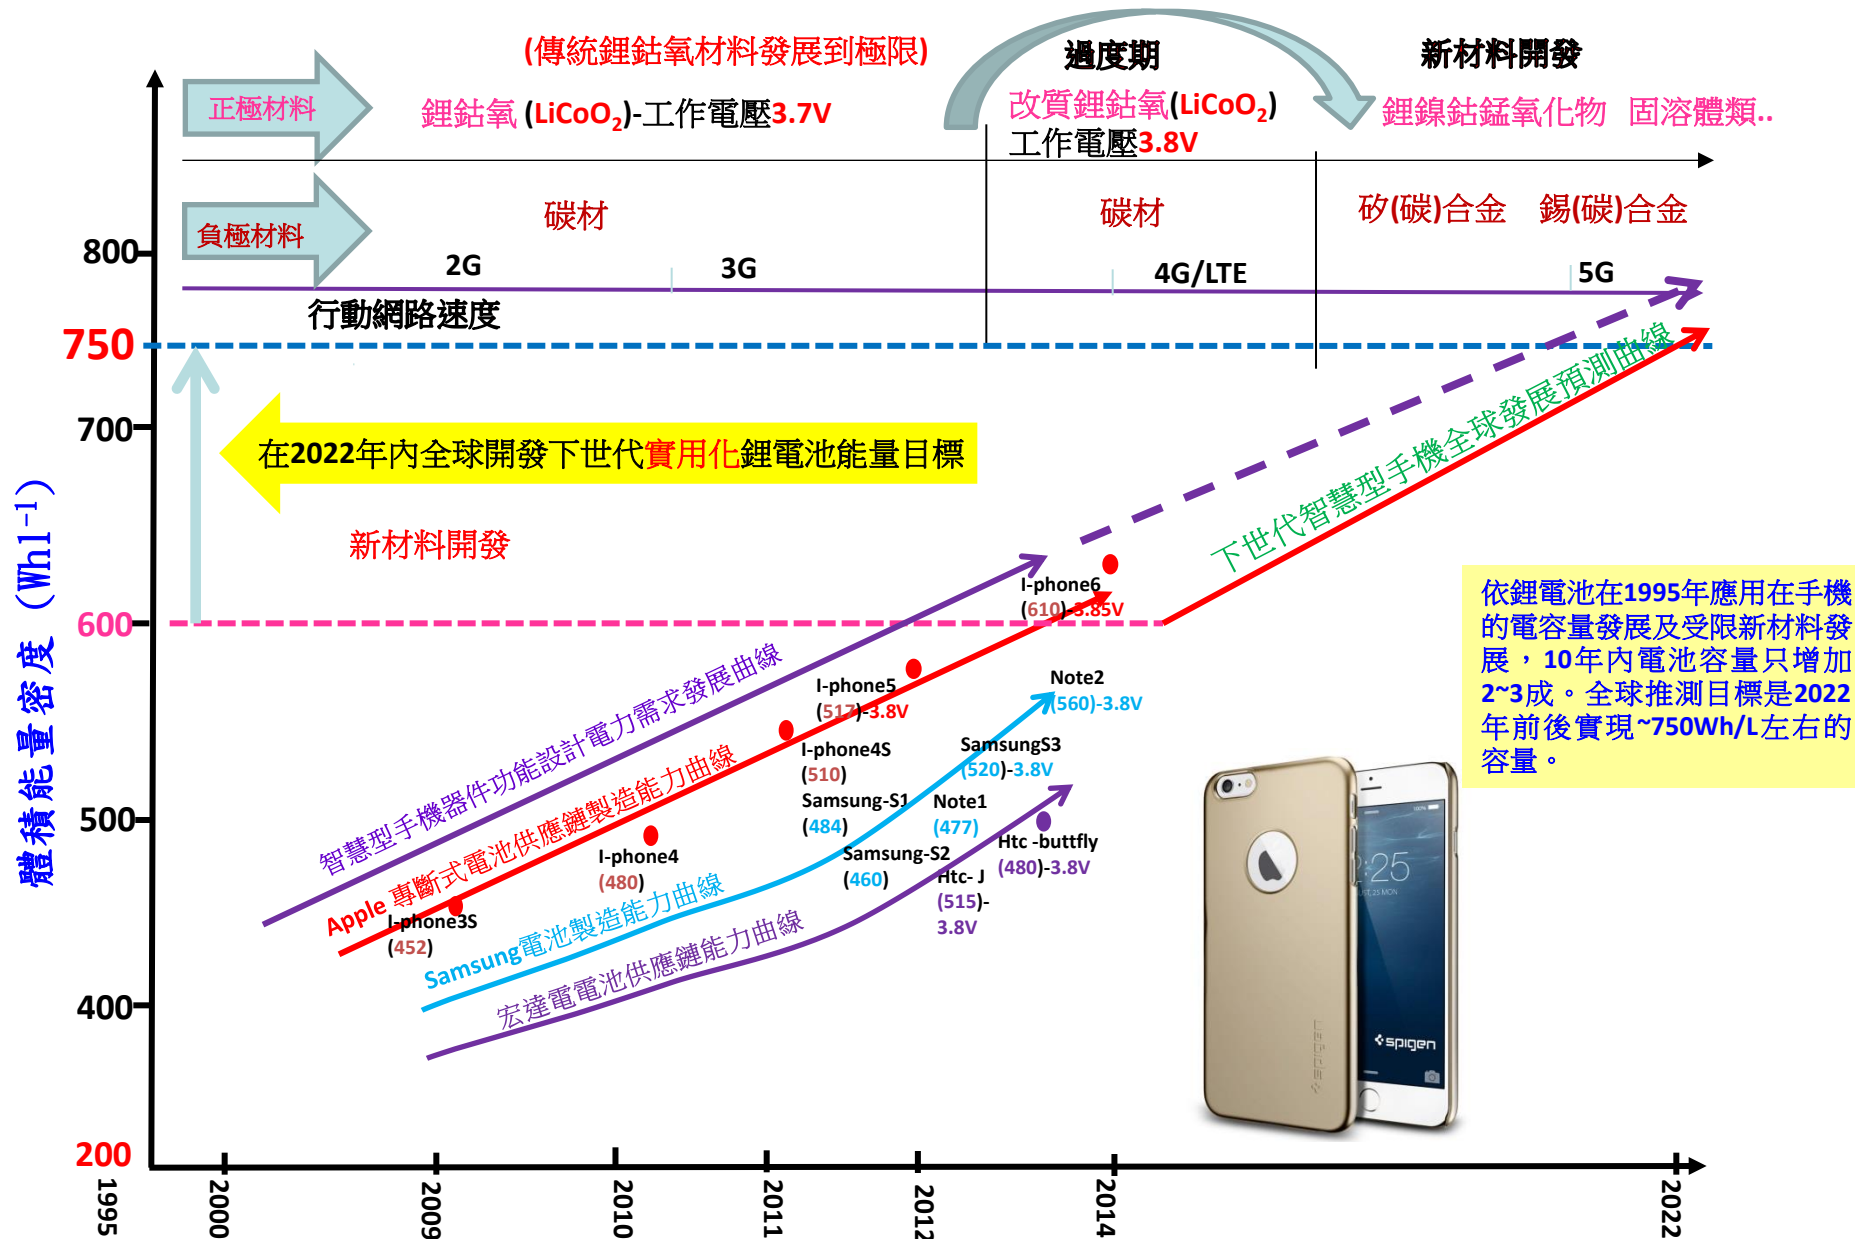 (傳統鋰鈷氧材料發展到極限)
過度期
新材料開發
正極材料
鋰鈷氧 (LiCoO₂)-工作電壓3.7V
改質鋰鈷氧(LiCoO₂)
工作電壓3.8V
鋰鎳鈷錳氧化物 固溶體類..
負極材料
碳材
碳材
矽(碳)合金 錫(碳)合金
2G
3G
4G/LTE
5G
行動網路速度
體積能量密度 (Whl⁻¹)
800
750
700
600
500
400
200
在2022年內全球開發下世代實用化鋰電池能量目標
新材料開發
下世代智慧型手機全球發展預測曲線
智慧型手機器件功能設計電力需求發展曲線
Apple 專斷式電池供應鏈製造能力曲線
Samsung電池製造能力曲線
宏達電電池供應鏈能力曲線
I-phone3S
(452)
I-phone4
(480)
I-phone4S
(510)
I-phone5
(517)-3.8V
I-phone6
(610)-3.85V
Samsung-S1
(484)
Samsung-S2
(460)
Note1
(477)
SamsungS3
(520)-3.8V
Note2
(560)-3.8V
Htc- J
(515)-
3.8V
Htc -buttfly
(480)-3.8V
依鋰電池在1995年應用在手機
的電容量發展及受限新材料發
展，10年內電池容量只增加
2~3成。全球推測目標是2022
年前後實現~750Wh/L左右的
容量。
spigen
spigen
1995
2000
2009
2010
2011
2012
2014
2022